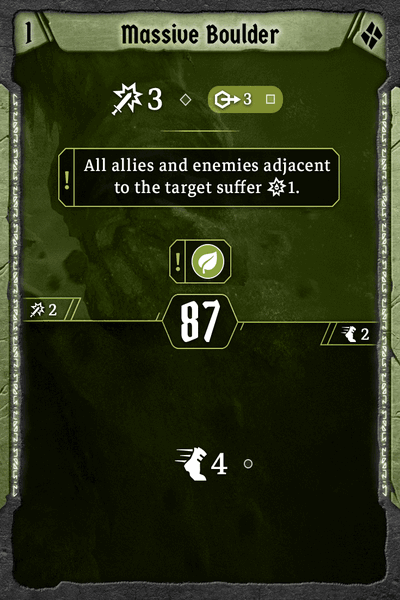 1
Massive Boulder
3
3
All allies and enemies adjacent
to the target suffer 1.
2
87
2
4